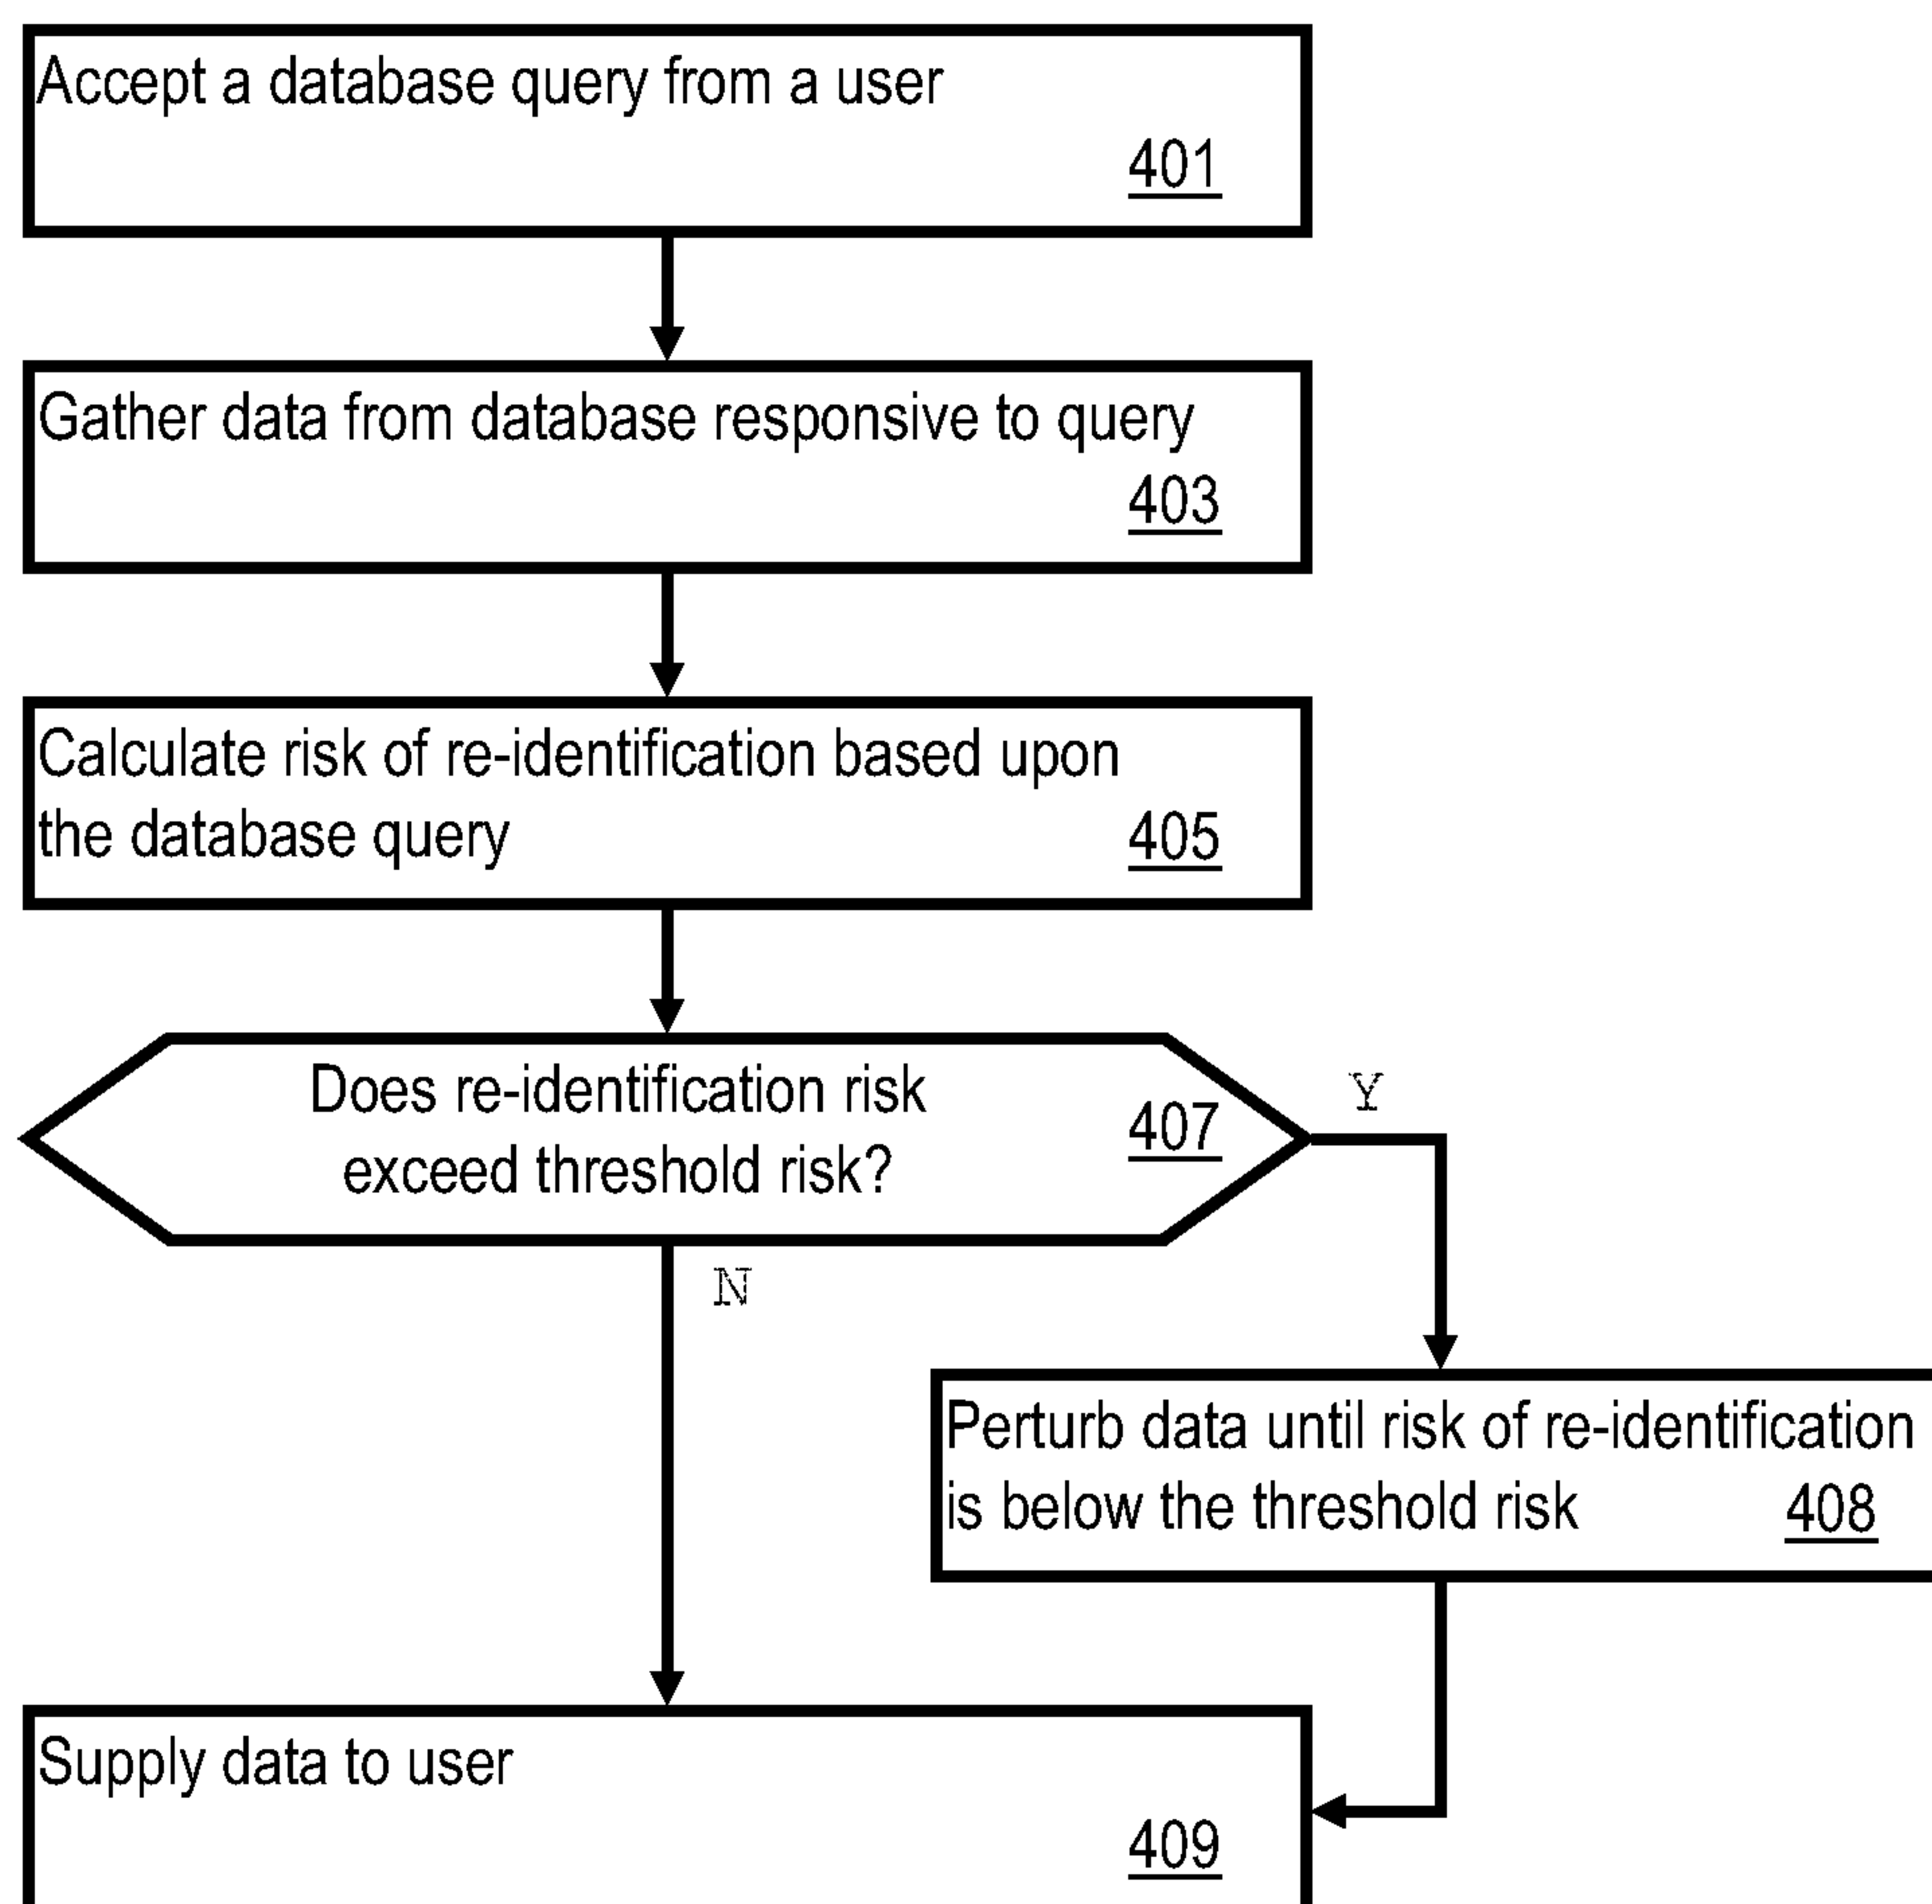 Accept a database query from a user
401
Gather data from database responsive to query
403
Calculate risk of re-identification based upon
the database query
405
Does re-identification risk
exceed threshold risk?
407
Y
N
Perturb data until risk of re-identification
is below the threshold risk
408
Supply data to user
409